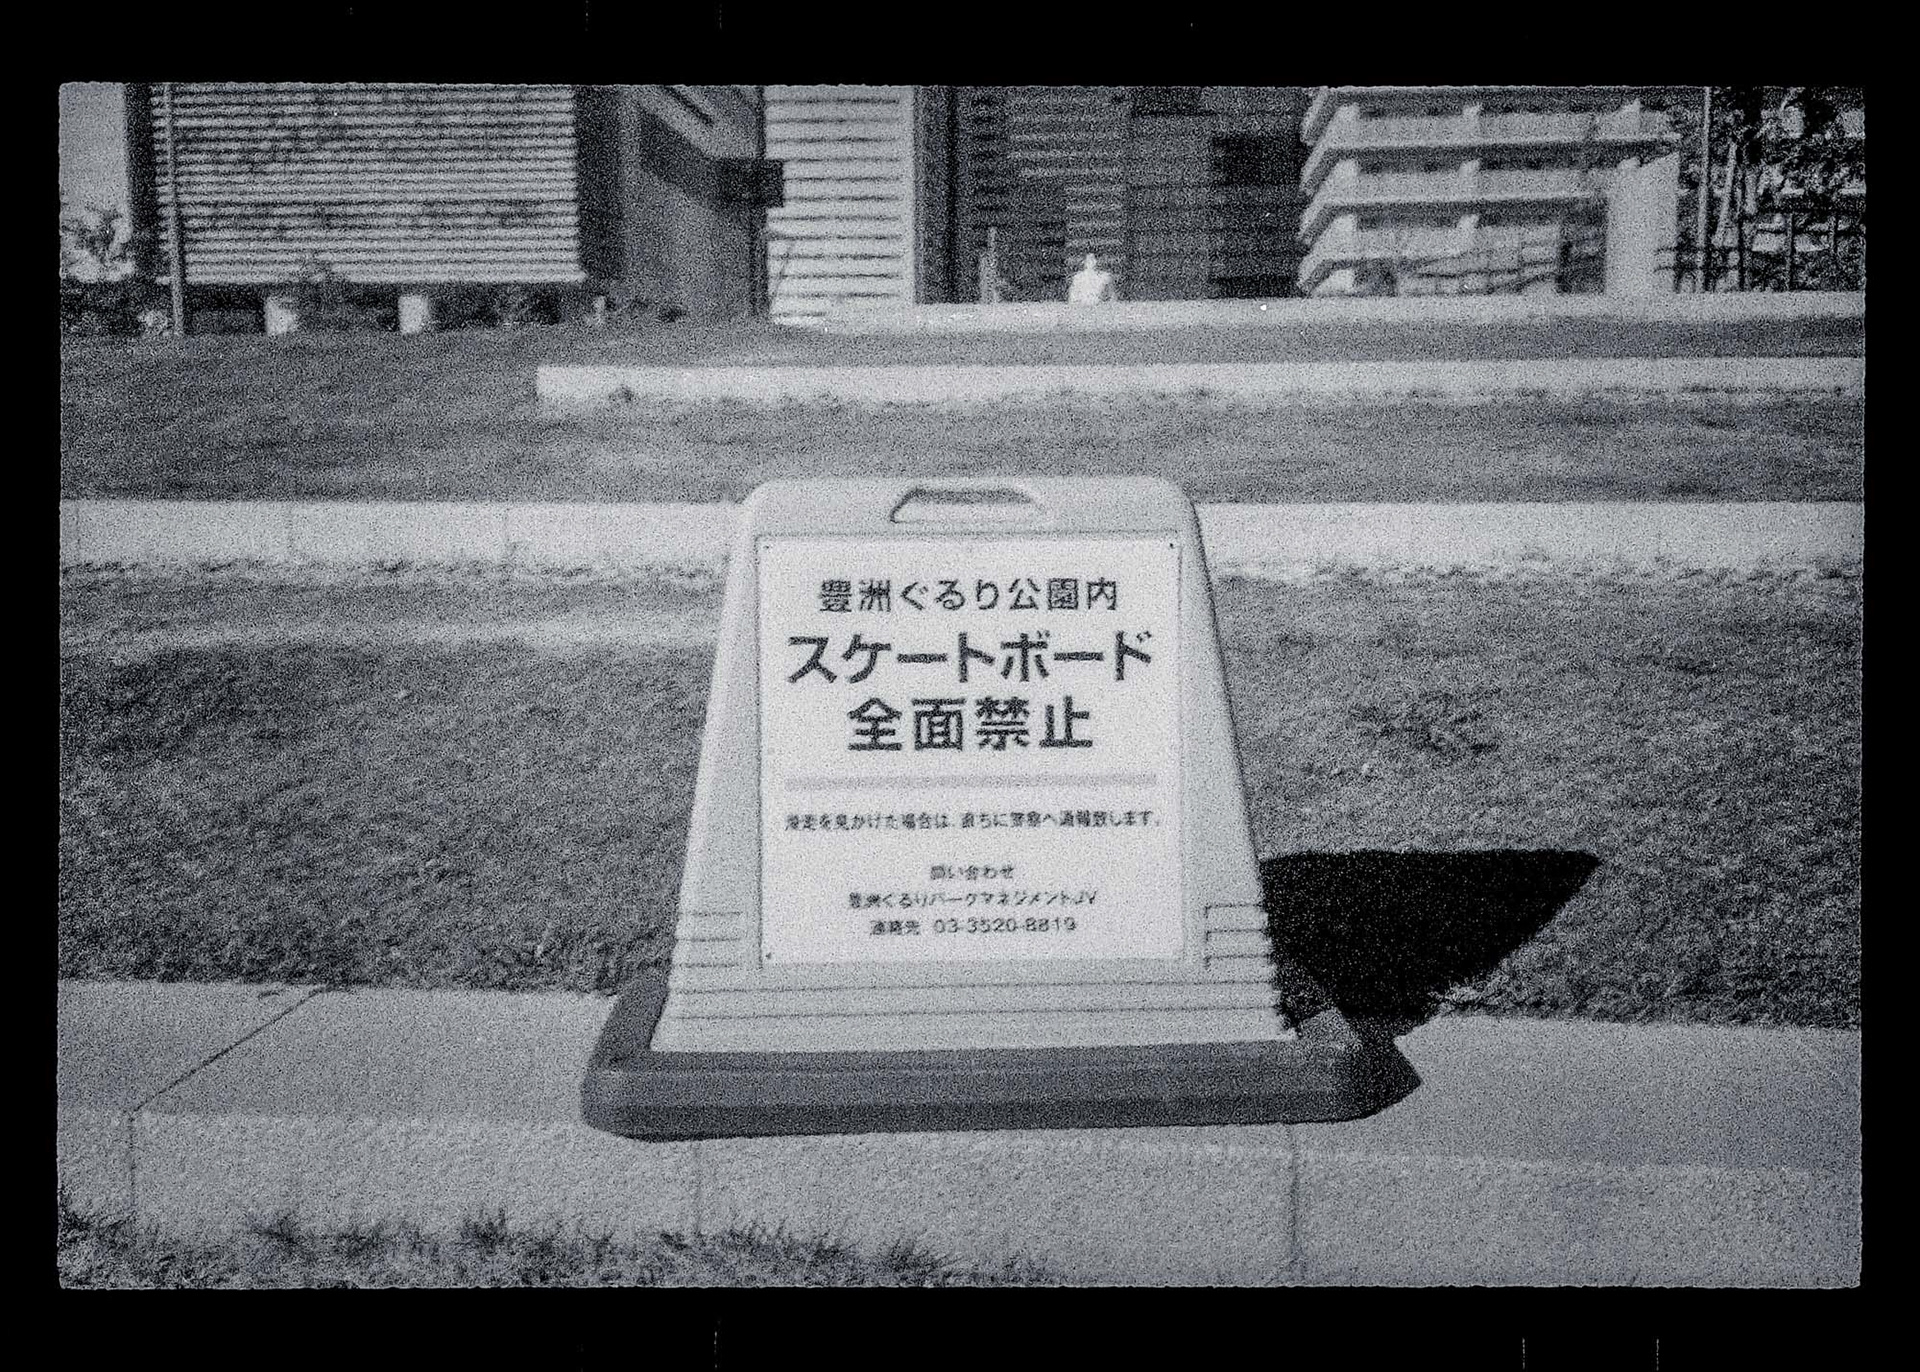 豊洲ぐるり公園内
スケートボード
全面禁止
滑走を見かけた場合は、直ちに警察へ通報致します。
問い合わせ
豊洲ぐるりパークマネジメントJV
連絡先 03-3520-8819